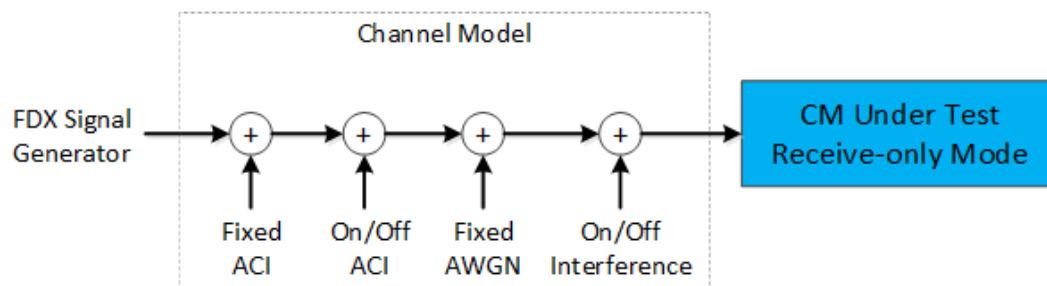 Channel Model
FDX Signal
Generator
+ + + +
CM Under Test
Receive-only Mode
Fixed
ACI
On/Off
ACI
Fixed
AWGN
On/Off
Interference